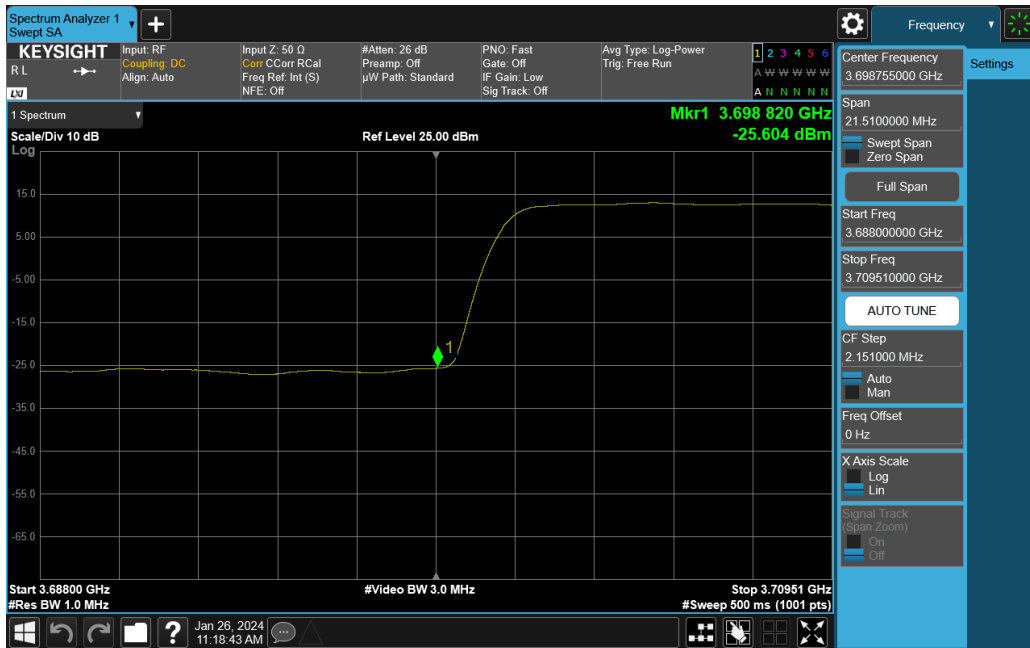 Spectrum Analyzer 1
Swept SA
Frequency
KEYSIGHT
R L
LXI
Input: RF
Coupling: DC
Align: Auto
Input Z: 50 Ω
Corr CCorr RCal
Freq Ref: Int (S)
NFE: Off
#Atten: 26 dB
Preamp: Off
µW Path: Standard
PNO: Fast
Gate: Off
IF Gain: Low
Sig Track: Off
Avg Type: Log-Power
Trig: Free Run
1 2 3 4 5 6
A W W W W W
A N N N N N
1 Spectrum
Scale/Div 10 dB
Ref Level 25.00 dBm
Mkr1 3.698 820 GHz
-25.604 dBm
Log
15.0
5.00
-5.00
-15.0
-25.0
-35.0
-45.0
-55.0
-65.0
1
Start 3.68800 GHz
#Video BW 3.0 MHz
Stop 3.70951 GHz
#Res BW 1.0 MHz
#Sweep 500 ms (1001 pts)
Jan 26, 2024
11:18:43 AM
?
Center Frequency
3.698755000 GHz
Settings
Span
21.5100000 MHz
Swept Span
Zero Span
Full Span
Start Freq
3.688000000 GHz
Stop Freq
3.709510000 GHz
AUTO TUNE
CF Step
2.151000 MHz
Auto
Man
Freq Offset
0 Hz
X Axis Scale
Log
Lin
Signal Track
(Span Zoom)
On
Off